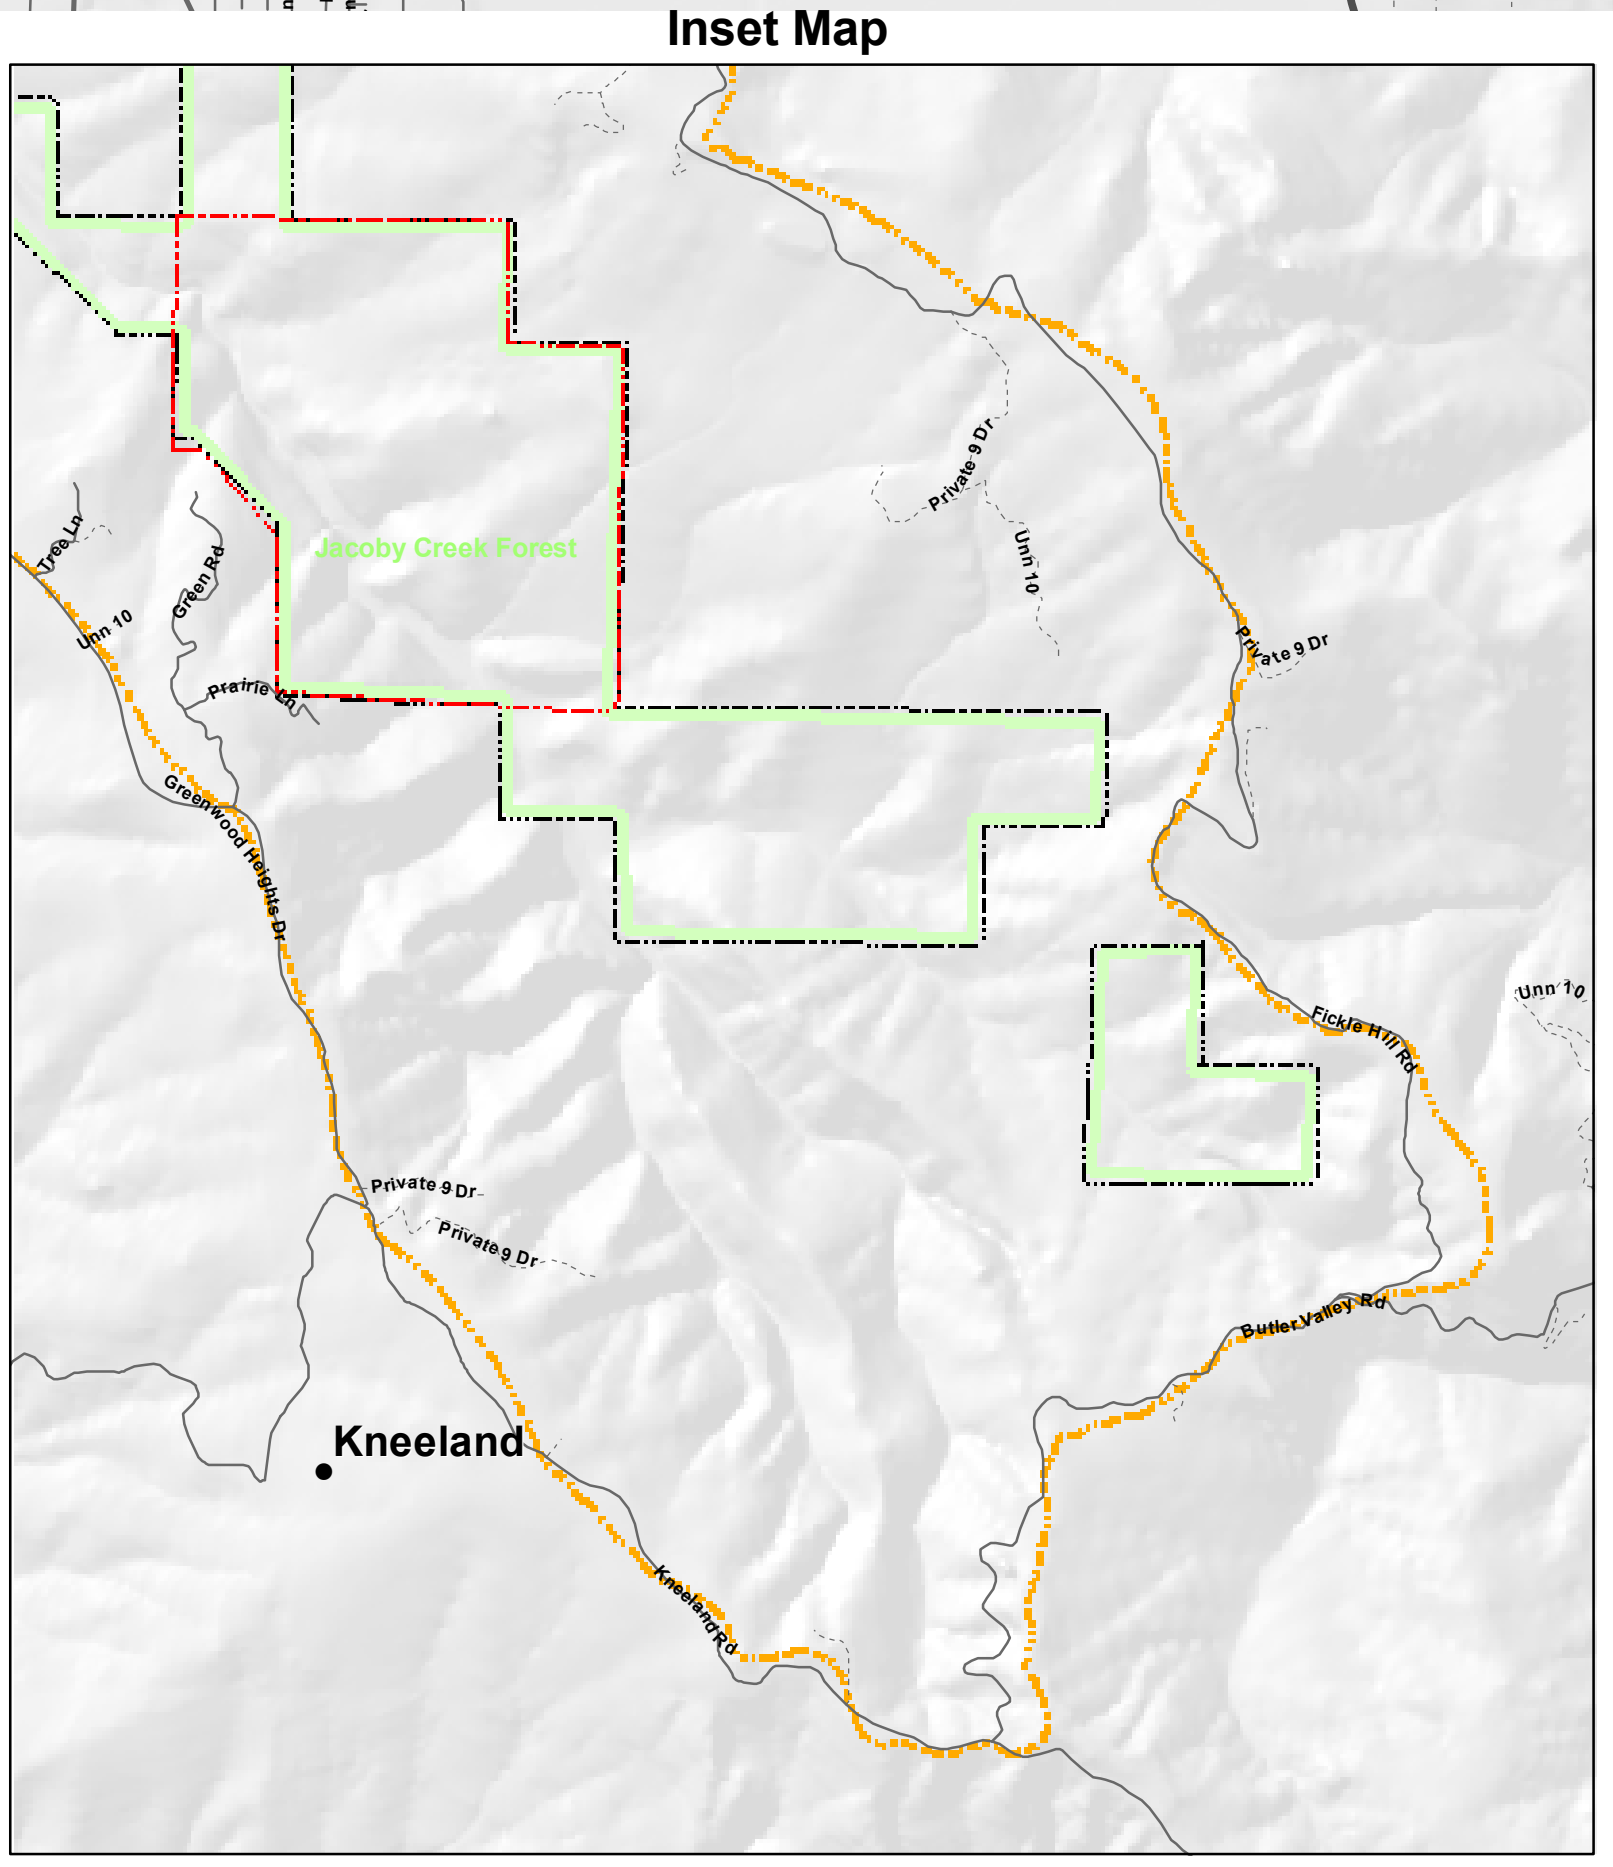 Inset Map
Private 9 Dr
Jacoby Creek Forest
Tree Ln
Green Rd
Unn 10
Unn 10
Private 9 Dr
Prairie Ln
Greenwood Heights Dr
Unn 10
Fickle Hill Rd
Private 9 Dr
Private 9 Dr
Butler Valley Rd
Kneeland
Kneeland Rd